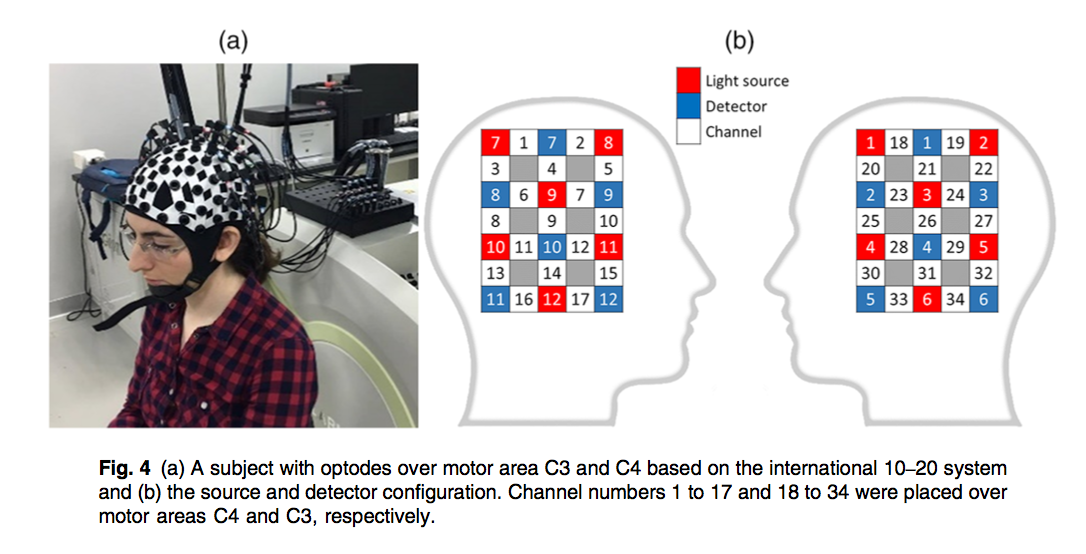 (a)
(b)
Light source
Detector
Channel
7 1 7 2 8
3 4 5
8 6 9 7 9
8 9 10
10 11 10 12 11
13 14 15
11 16 12 17 12
1 18 1 19 2
20 21 22
2 23 3 24 3
25 26 27
4 28 4 29 5
30 31 32
5 33 6 34 6
Fig. 4 (a) A subject with optodes over motor area C3 and C4 based on the international 10–20 system
and (b) the source and detector configuration. Channel numbers 1 to 17 and 18 to 34 were placed over
motor areas C4 and C3, respectively.